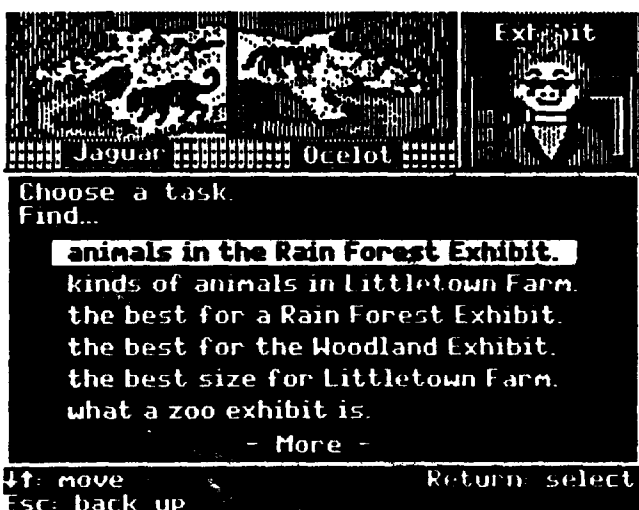 Exhibit
Jaguar Ocelot
Choose a task.
Find...
animals in the Rain Forest Exhibit.
kinds of animals in Littletown Farm.
the best for a Rain Forest Exhibit.
the best for the Woodland Exhibit.
the best size for Littletown Farm.
what a zoo exhibit is.
- More -
↓↑: move Return: select
Esc: back up